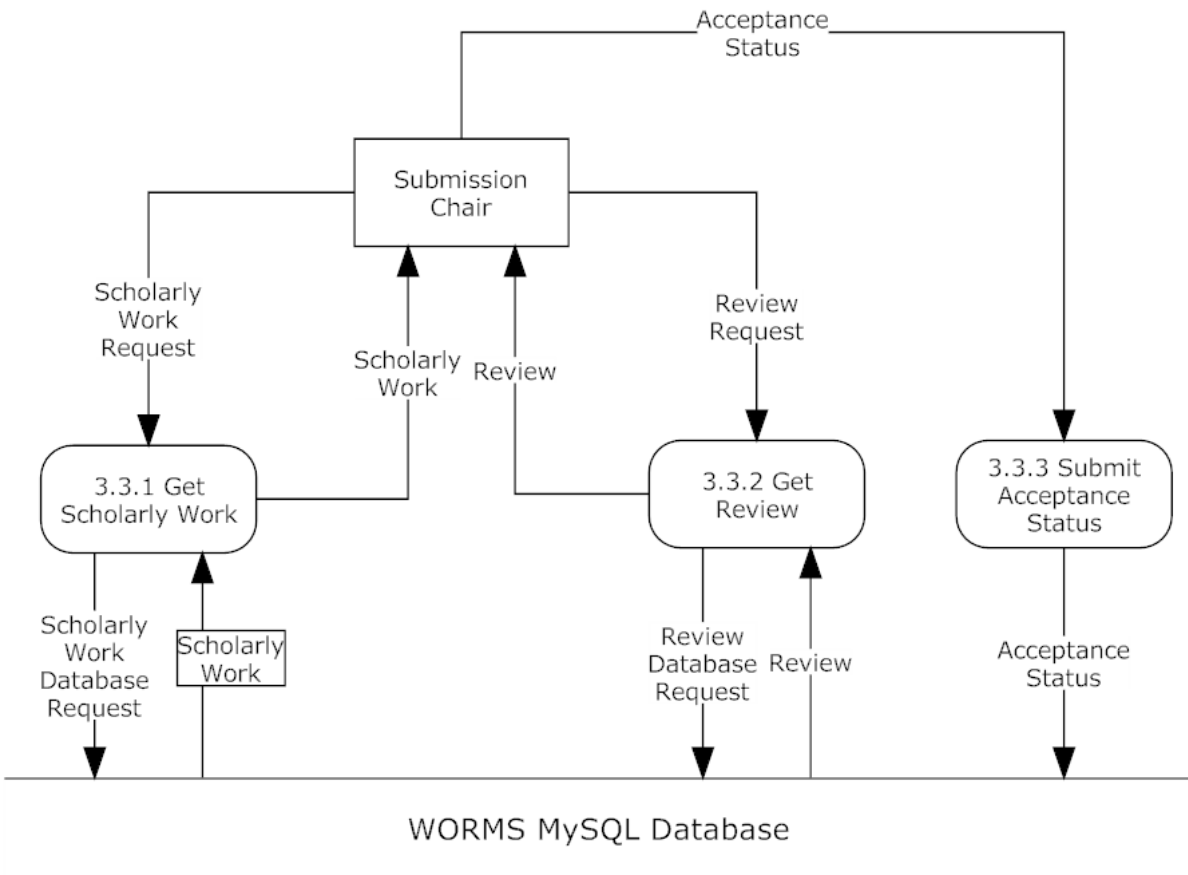 Acceptance
Status
Submission
Chair
Scholarly
Work
Request
Scholarly
Work
Review
Review
Request
3.3.1 Get
Scholarly Work
3.3.2 Get
Review
3.3.3 Submit
Acceptance
Status
Scholarly
Work
Database
Request
Scholarly
Work
Review
Database
Request
Review
Acceptance
Status
WORMS MySQL Database